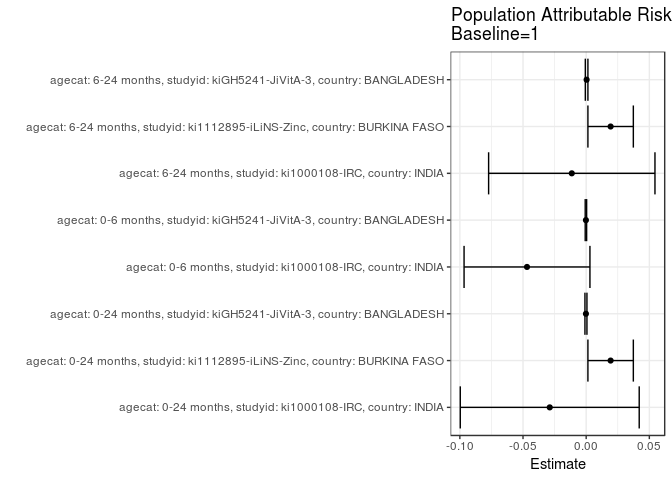 Population Attributable Risk
Baseline=1
agecat: 6-24 months, studyid: kiGH5241-JiVitA-3, country: BANGLADESH
agecat: 6-24 months, studyid: ki1112895-iLiNS-Zinc, country: BURKINA FASO
agecat: 6-24 months, studyid: ki1000108-IRC, country: INDIA
agecat: 0-6 months, studyid: kiGH5241-JiVitA-3, country: BANGLADESH
agecat: 0-6 months, studyid: ki1000108-IRC, country: INDIA
agecat: 0-24 months, studyid: kiGH5241-JiVitA-3, country: BANGLADESH
agecat: 0-24 months, studyid: ki1112895-iLiNS-Zinc, country: BURKINA FASO
agecat: 0-24 months, studyid: ki1000108-IRC, country: INDIA
-0.10 -0.05 0.00 0.05
Estimate